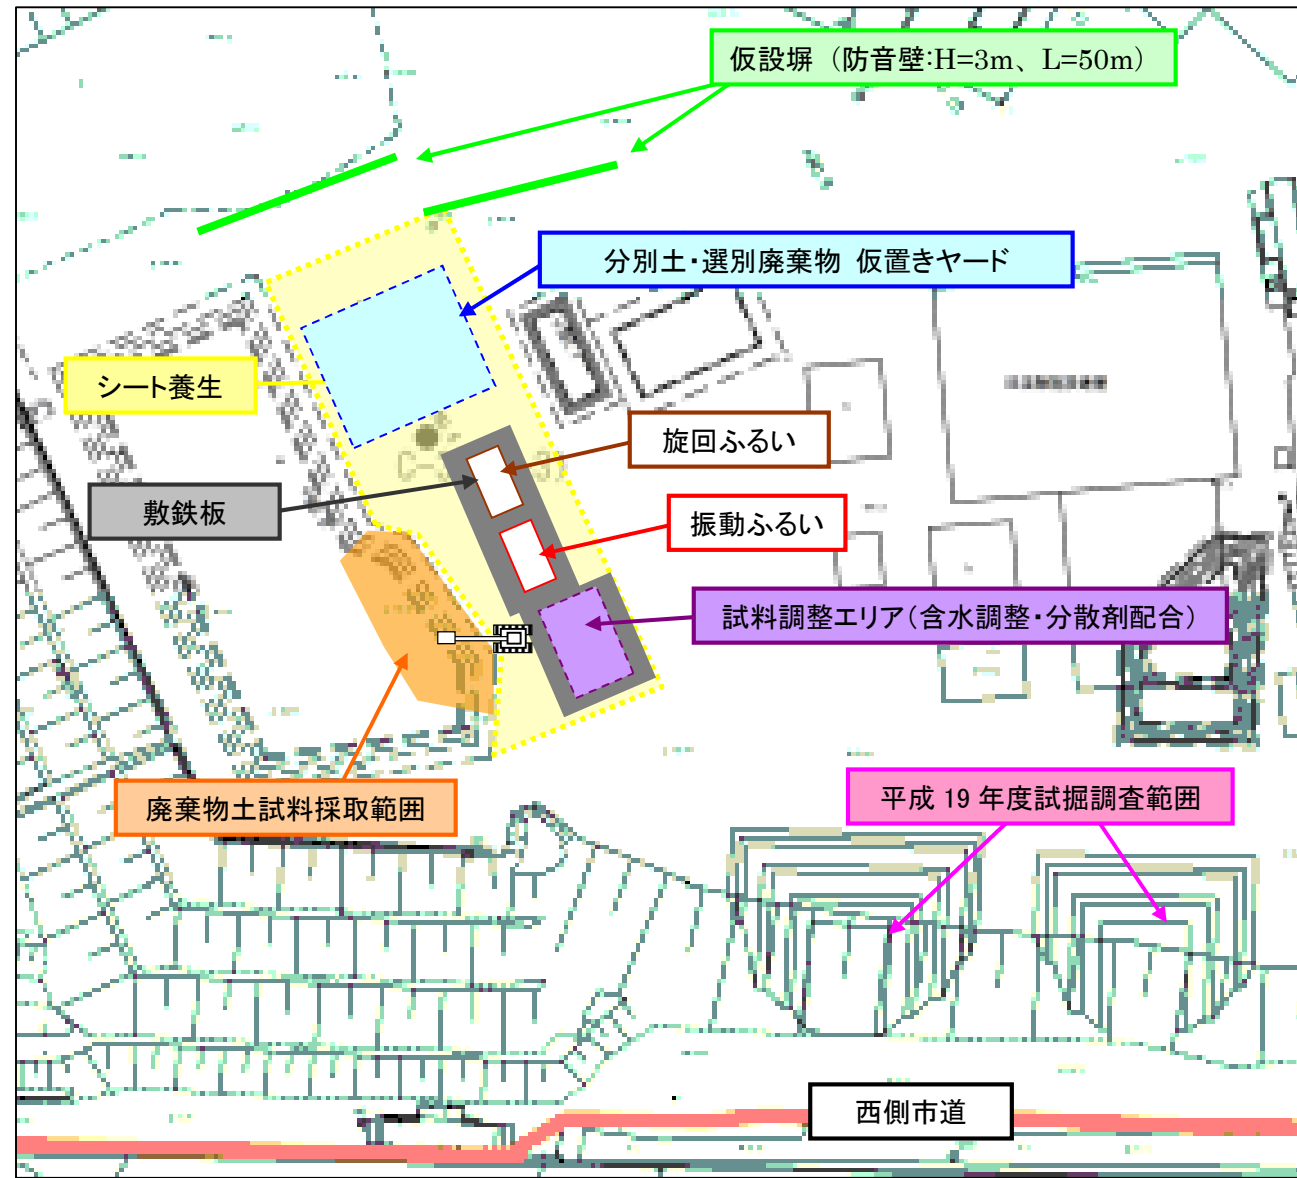 仮設塀 (防音壁:H=3m、L=50m)
分別土・選別廃棄物 仮置きヤード
シート養生
旋回ふるい
敷鉄板
振動ふるい
試料調整エリア(含水調整・分散剤配合)
廃棄物土試料採取範囲
平成 19 年度試掘調査範囲
西側市道